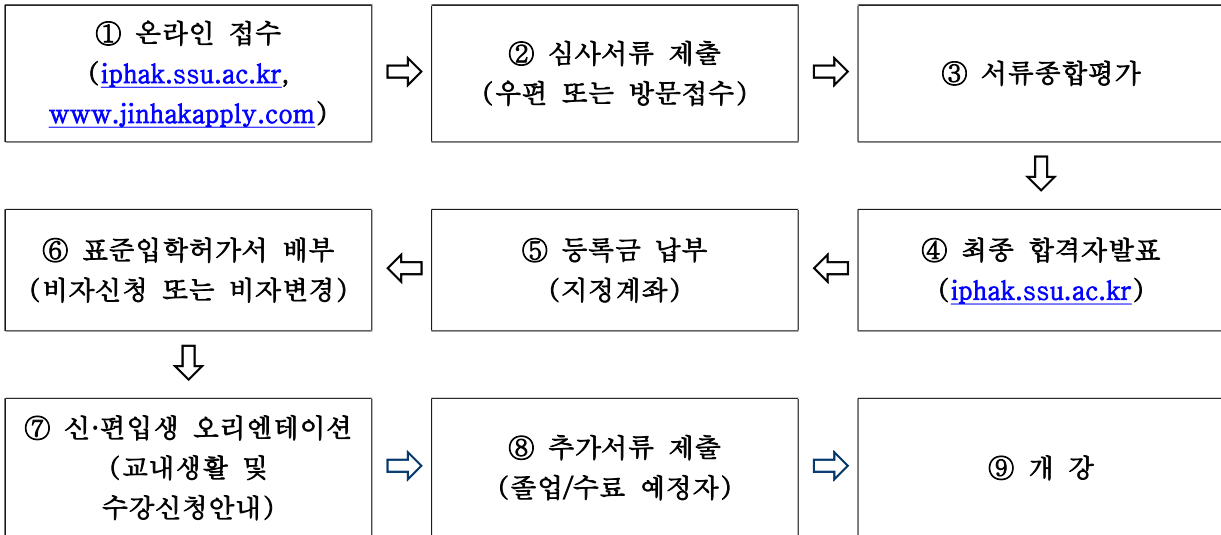 ① 온라인 접수
(iphak.ssu.ac.kr,
www.jinhakapply.com)
② 심사서류 제출
(우편 또는 방문접수)
③ 서류종합평가
④ 최종 합격자발표
(iphak.ssu.ac.kr)
⑤ 등록금 납부
(지정계좌)
⑥ 표준입학허가서 배부
(비자신청 또는 비자변경)
⑦ 신·편입생 오리엔테이션
(교내생활 및
수강신청안내)
⑧ 추가서류 제출
(졸업/수료 예정자)
⑨ 개 강